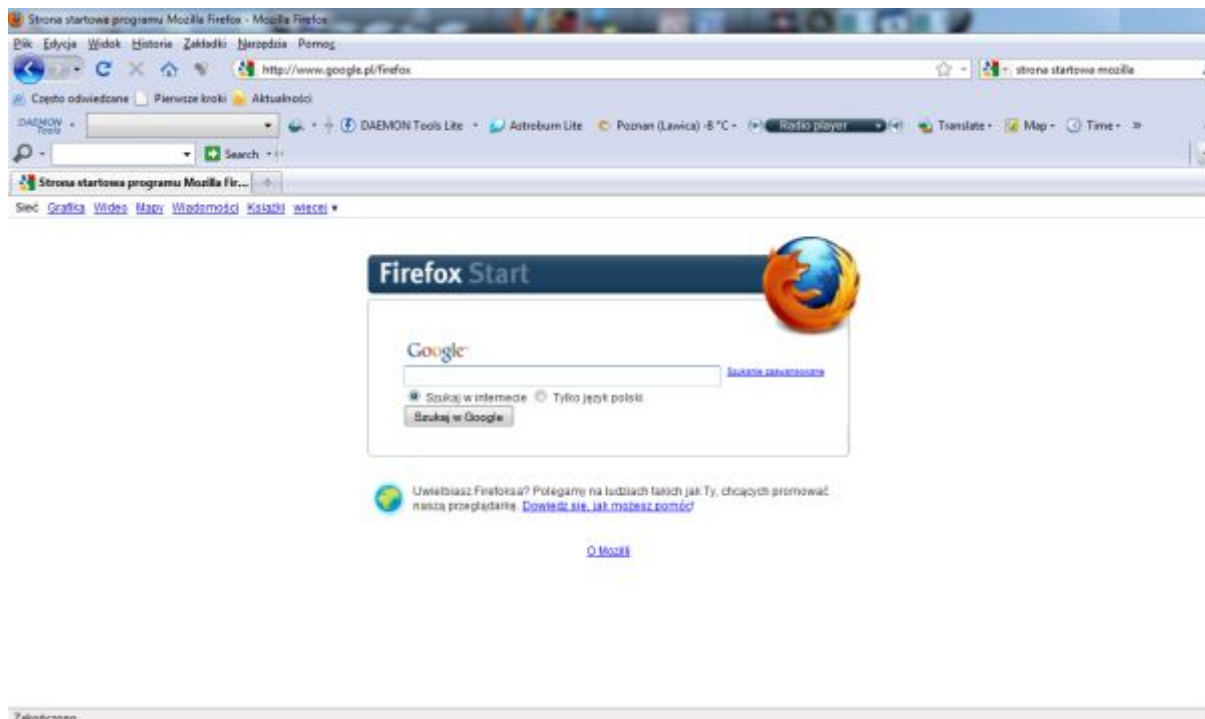 Strona startowa programu Mozilla Firefox - Mozilla Firefox
Plik Edycja Widok Historia Zakładki Narzędzia Pomoc
http://www.google.pl/firefox strona startowa mozilla
Często odwiedzane Pierwsze kroki Aktualności
DAEMON Tools DAEMON Tools Lite Astroburn Lite Poznan (Lawica) -8 °C Radio player Translate Map Time »
Search
Strona startowa programu Mozilla Fir...
Sieć Grafika Wideo Mapy Wiadomości Książki więcej ▾
Firefox Start
Google
Szukanie zaawansowane
Szukaj w internecie Tylko język polski
Szukaj w Google
Uwielbiasz Firefoksa? Polegamy na ludziach takich jak Ty, chcących promować
naszą przeglądarkę. Dowiedz się, jak możesz pomóc!
O Mozilli
Zakończono